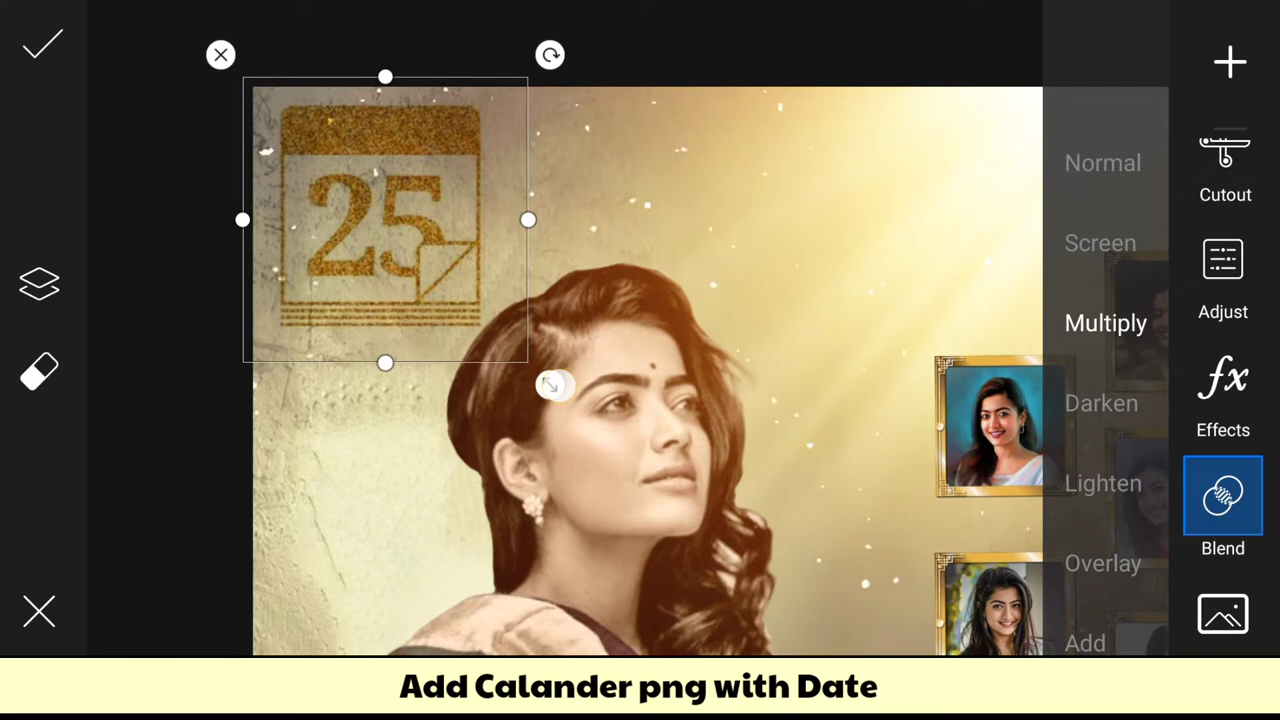 25
Normal
Screen
Multiply
Darken
Lighten
Overlay
Add
Cutout
Adjust
fx
Effects
Blend
Add Calander png with Date